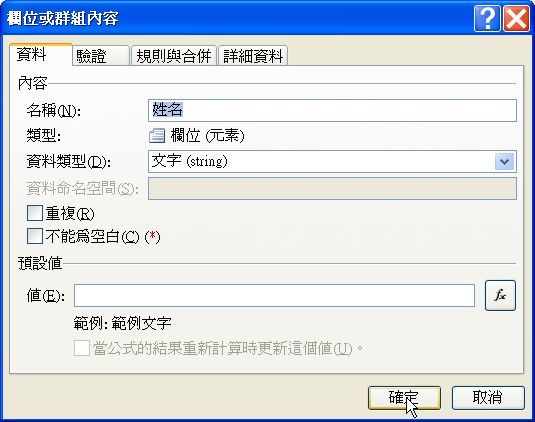 欄位或群組內容
資料 驗證 規則與合併 詳細資料
內容
名稱(N): 姓名
類型: 欄位 (元素)
資料類型(D): 文字 (string)
資料命名空間(S):
重複(R)
不能為空白(C) (*)
預設值
值(E): fx
範例: 範例文字
當公式的結果重新計算時更新這個值(U)。
確定 取消